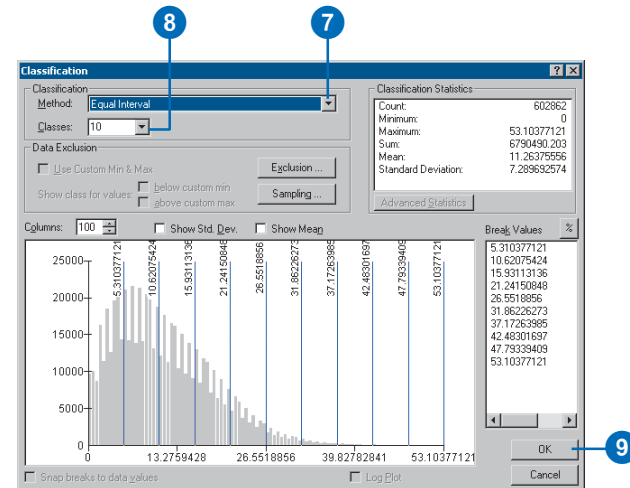 8 7
Classification
Classification
Method: Equal Interval
Classes: 10
Classification Statistics
Count: 602862
Minimum: 0
Maximum: 53.10377121
Sum: 6790490.203
Mean: 11.26375556
Standard Deviation: 7.289692574
Advanced Statistics
Data Exclusion
Use Custom Min & Max
Exclusion ...
Show class for values:
below custom min
above custom max
Sampling ...
Columns: 100
Show Std. Dev.
Show Mean
Break Values
%
25000
20000
15000
10000
5000
0
5.310377121
10.62075424
15.93113136
21.24150848
26.5518856
31.86226273
37.17263985
42.48301697
47.79339409
53.10377121
0 13.2759428 26.5518856 39.82782841 53.10377121
5.310377121
10.62075424
15.93113136
21.24150848
26.5518856
31.86226273
37.17263985
42.48301697
47.79339409
53.10377121
OK
9
Snap breaks to data values
Log Plot
Cancel